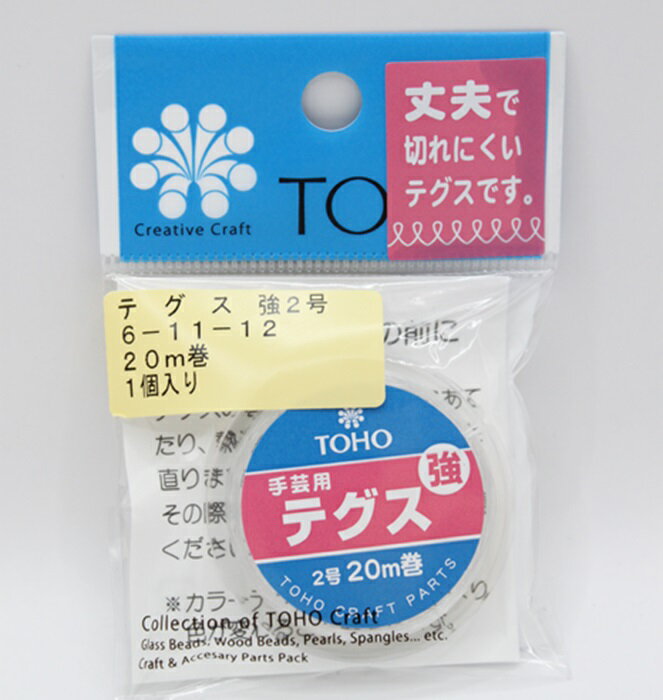 丈夫で
切れにくい
テグスです。
Creative Craft
TO
テグス 強2号
6-11-12
20m巻
1個入り
の前に
たり、
直りま
その際
くださ
TOHO
手芸用
強
テグス
2号 20m巻
TOHO CRAFT PARTS
※カラー
Collection of TOHO Craft
Glass Beads. Wood Beads, Pearls, Spangles... etc.
Craft & Accesary Parts Pack